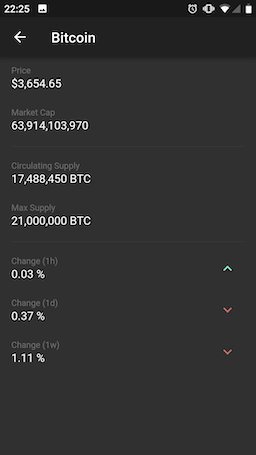 22:25
Bitcoin
Price
$3,654.65
Market Cap
63,914,103,970
Circulating Supply
17,488,450 BTC
Max Supply
21,000,000 BTC
Change (1h)
0.03 %
Change (1d)
0.37 %
Change (1w)
1.11 %